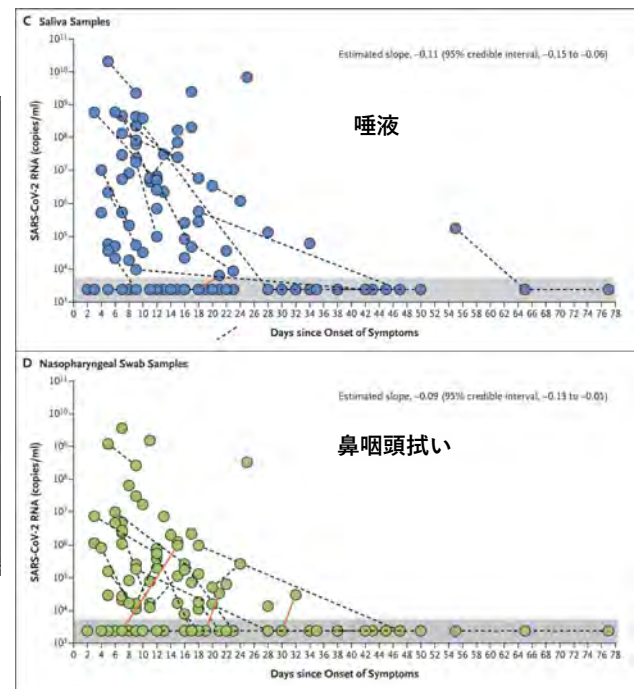 C Saliva Samples
10¹¹
Estimated slope, –0.11 (95% credible interval, –0.15 to –0.06)
10¹⁰
10⁹
唾液
10⁸
10⁷
10⁶
10⁵
10⁴
10³
SARS-CoV-2 RNA (copies/ml)
0 2 4 6 8 10 12 14 16 18 20 22 24 26 28 30 32 34 36 38 40 42 44 46 48 50 52 54 56 58 60 62 64 66 68 70 72 74 76 78
Days since Onset of Symptoms
D Nasopharyngeal Swab Samples
10¹¹
Estimated slope, –0.09 (95% credible interval, –0.13 to –0.05)
10¹⁰
10⁹
鼻咽頭拭い
10⁸
10⁷
10⁶
10⁵
10⁴
10³
SARS-CoV-2 RNA (copies/ml)
0 2 4 6 8 10 12 14 16 18 20 22 24 26 28 30 32 34 36 38 40 42 44 46 48 50 52 54 56 58 60 62 64 66 68 70 72 74 76 78
Days since Onset of Symptoms